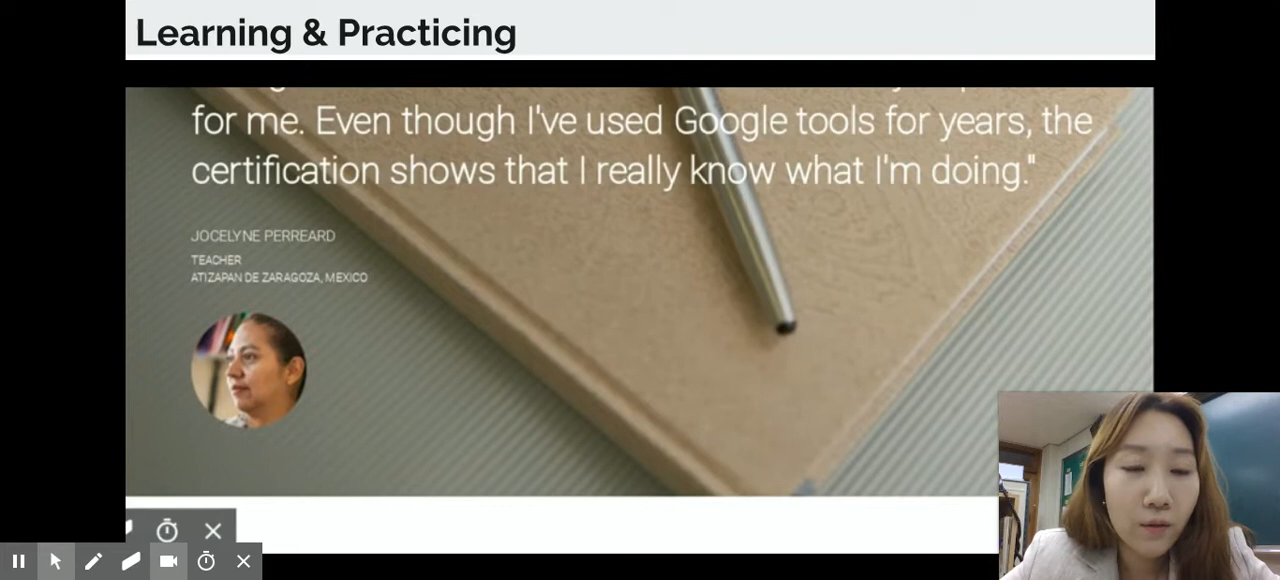 Learning & Practicing
for me. Even though I've used Google tools for years, the
certification shows that I really know what I'm doing."
JOCELYNE PERREARD
TEACHER
ATIZAPAN DE ZARAGOZA, MEXICO